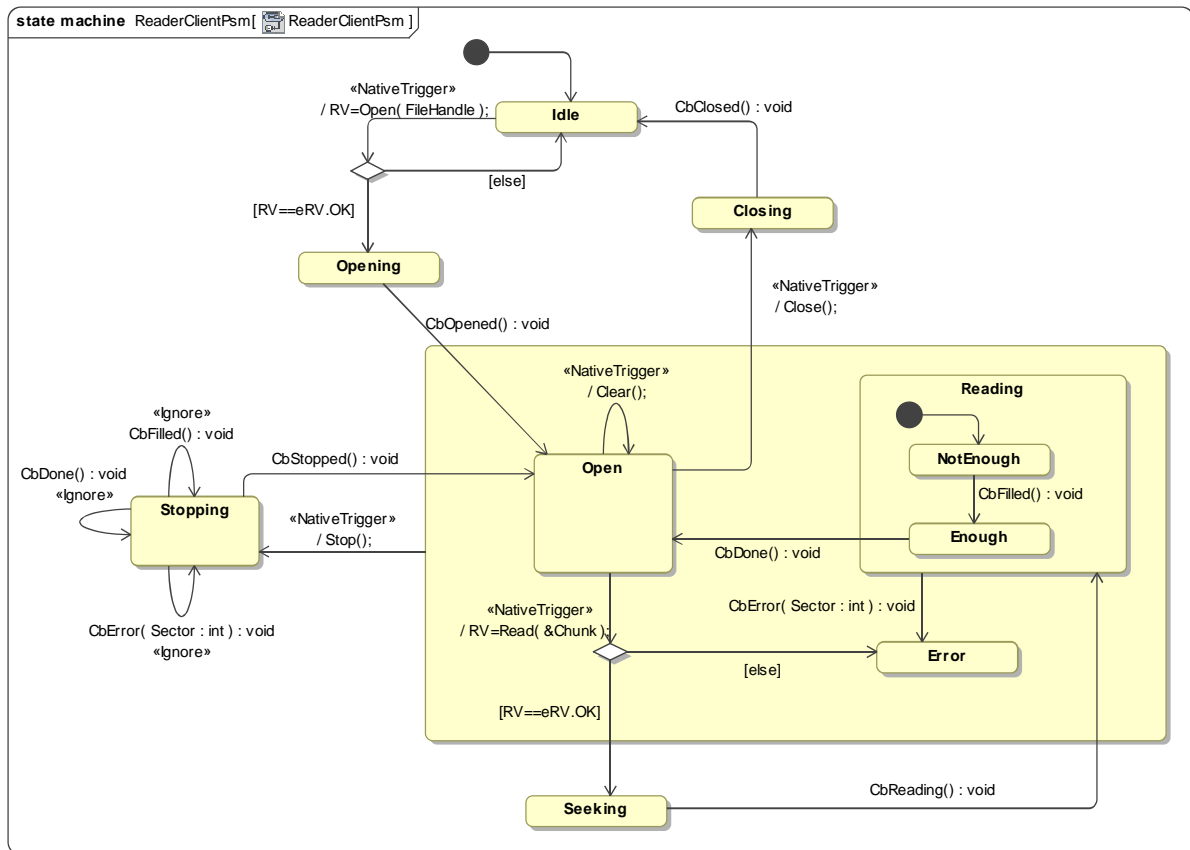 state machine ReaderClientPsm[ ReaderClientPsm ]
«NativeTrigger»
/ RV=Open( FileHandle );
Idle
CbClosed() : void
[else]
[RV==eRV.OK]
Closing
Opening
«NativeTrigger»
/ Close();
CbOpened() : void
«NativeTrigger»
/ Clear();
Reading
«Ignore»
CbFilled() : void
CbStopped() : void
Open
NotEnough
CbDone() : void
«Ignore»
CbFilled() : void
Stopping
«NativeTrigger»
/ Stop();
Enough
CbDone() : void
«NativeTrigger»
/ RV=Read( &Chunk );
CbError( Sector : int ) : void
CbError( Sector : int ) : void
«Ignore»
Error
[else]
[RV==eRV.OK]
CbReading() : void
Seeking